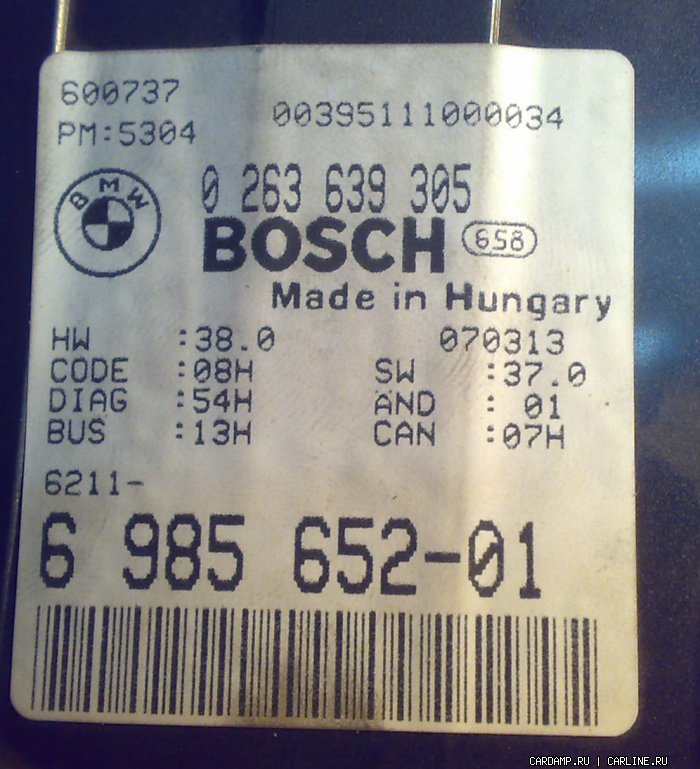 600737
00395111000034
PM:5304
BMW
0 263 639 305
BOSCH 658
Made in Hungary
HW :38.0 070313
CODE :08H SW :37.0
DIAG :54H AND : 01
BUS :13H CAN :07H
6211-
6 985 652-01
CARDAMP.RU | CARLINE.RU